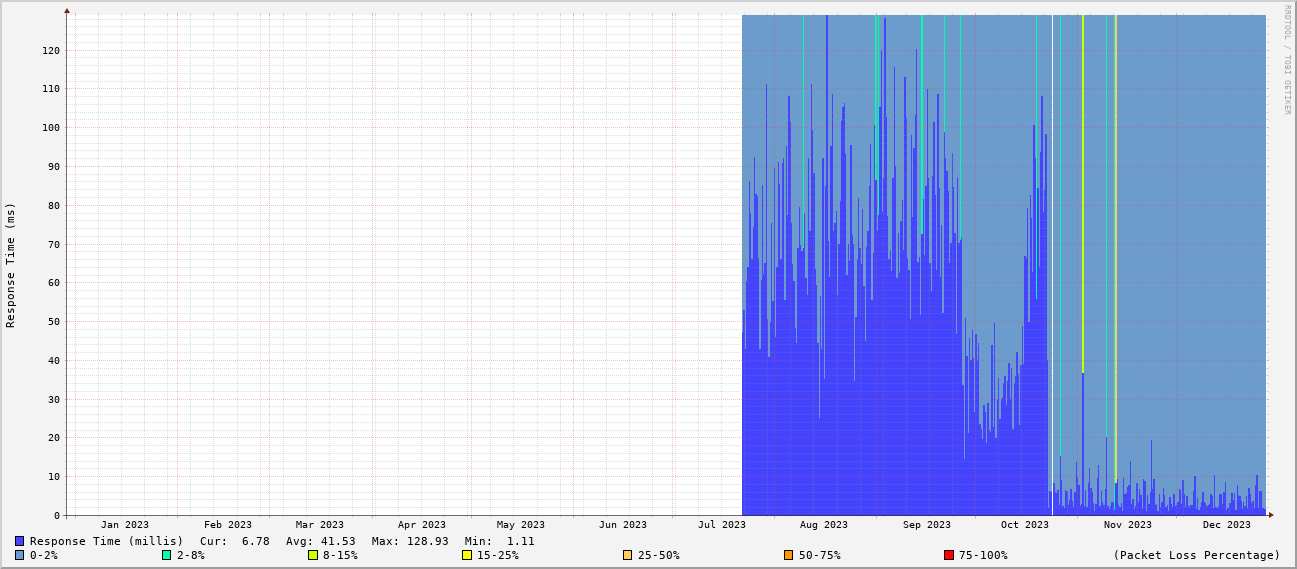 RRDTOOL / TOBI OETIKER
Response Time (ms)
120
110
100
90
80
70
60
50
40
30
20
10
0
Jan 2023 Feb 2023 Mar 2023 Apr 2023 May 2023 Jun 2023 Jul 2023 Aug 2023 Sep 2023 Oct 2023 Nov 2023 Dec 2023
Response Time (millis) Cur: 6.78 Avg: 41.53 Max: 128.93 Min: 1.11
0-2% 2-8% 8-15% 15-25% 25-50% 50-75% 75-100% (Packet Loss Percentage)